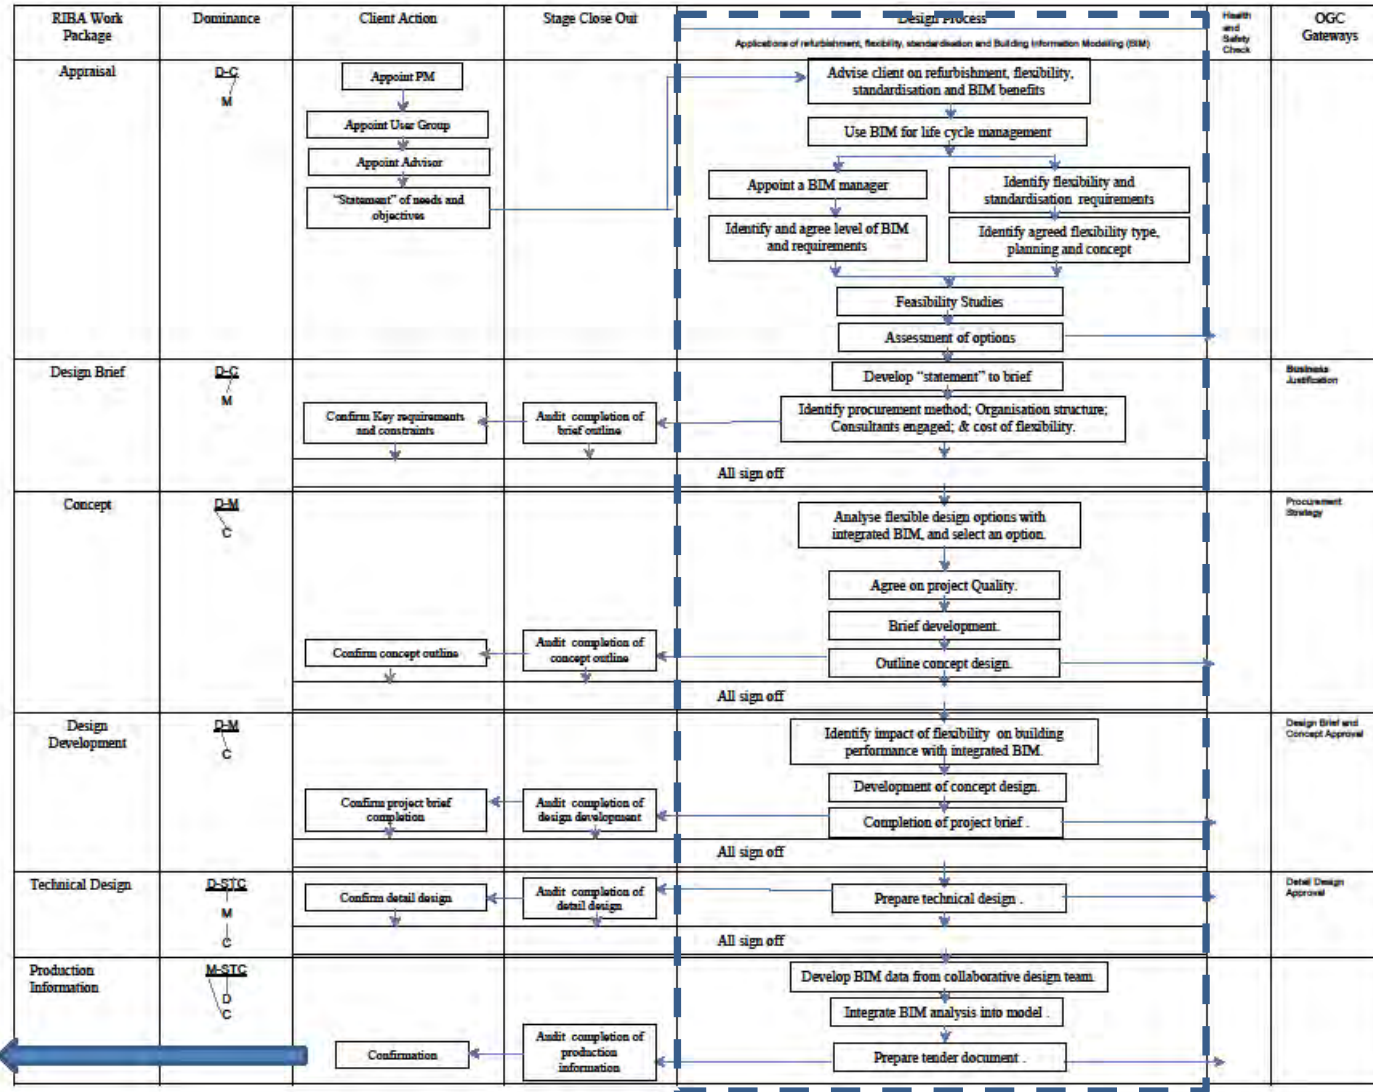 RIBA Work
Package
Dominance
Client Action
Stage Close Out
Design Process
Applications of refurbishment, flexibility, standardisation and Building Information Modelling (BIM)
Health
and
Safety
Check
OGC
Gateways
Appraisal
D-C
M
Appoint PM
Appoint User Group
Appoint Advisor
"Statement" of needs and
objectives
Advise client on refurbishment, flexibility,
standardisation and BIM benefits
Use BIM for life cycle management
Appoint a BIM manager
Identify flexibility and
standardisation requirements
Identify and agree level of BIM
and requirements
Identify agreed flexibility type,
planning and concept
Feasibility Studies
Assessment of options
Design Brief
D-C
M
Confirm Key requirements
and constraints
Audit completion of
brief outline
Develop "statement" to brief
Identify procurement method; Organisation structure;
Consultants engaged; & cost of flexibility.
Business
Justification
All sign off
Concept
D-M
C
Analyse flexible design options with
integrated BIM, and select an option.
Agree on project Quality.
Brief development.
Outline concept design.
Audit completion of
concept outline
Confirm concept outline
Procurement
Strategy
All sign off
Design
Development
D-M
C
Identify impact of flexibility on building
performance with integrated BIM.
Development of concept design.
Completion of project brief .
Audit completion of
design development
Confirm project brief
completion
Design Brief and
Concept Approval
All sign off
Technical Design
D-STC
M
C
Confirm detail design
Audit completion of
detail design
Prepare technical design .
Detail Design
Approval
All sign off
Production
Information
M-STC
D
C
Develop BIM data from collaborative design team.
Integrate BIM analysis into model .
Prepare tender document .
Audit completion of
production
information
Confirmation